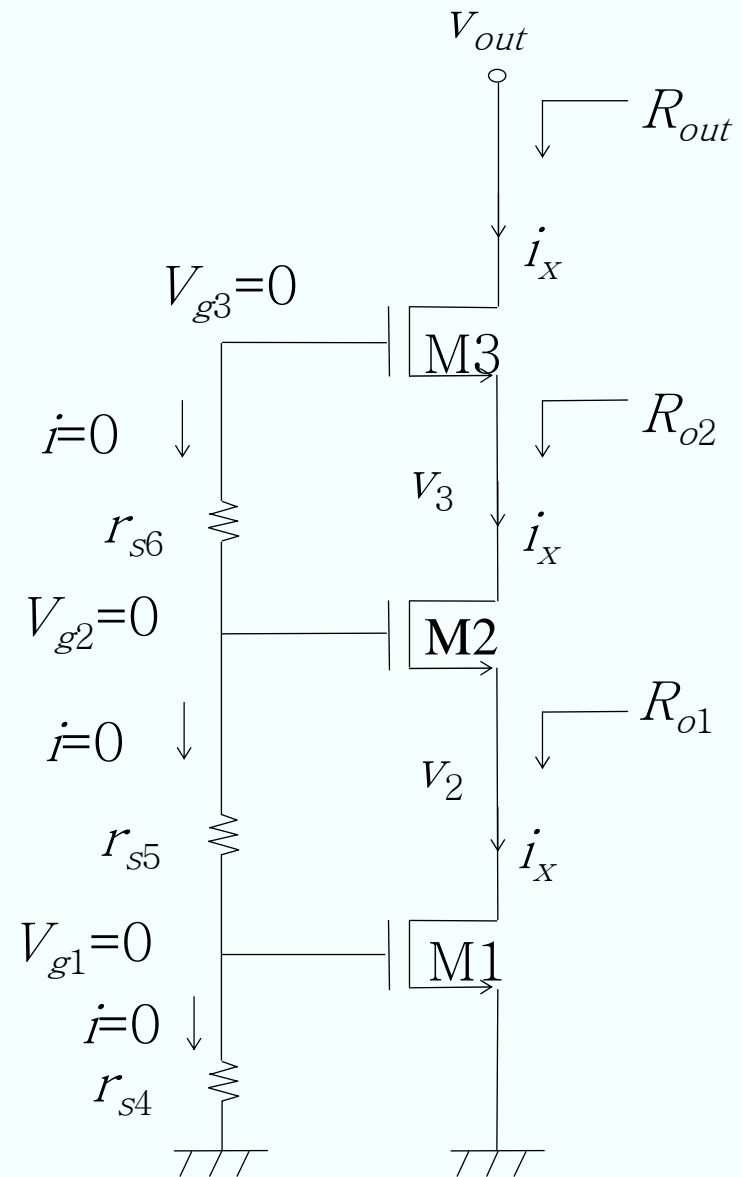 v_out
R_out
i_x
V_g3=0
M3
i=0
R_o2
v_3
r_s6
i_x
V_g2=0
M2
i=0
R_o1
v_2
r_s5
i_x
V_g1=0
M1
i=0
r_s4